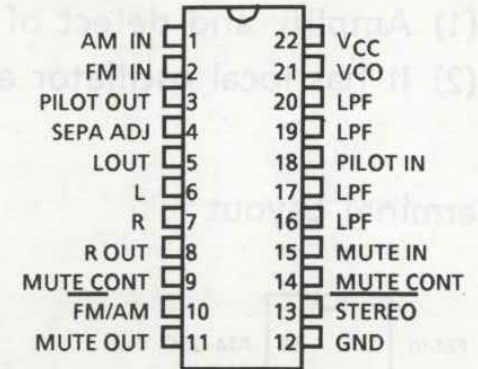 (1) Amplify and detect of
(2) It has local oscillator a
AM IN 1 22 VCC
FM IN 2 21 VCO
PILOT OUT 3 20 LPF
SEPA ADJ 4 19 LPF
LOUT 5 18 PILOT IN
L 6 17 LPF
R 7 16 LPF
R OUT 8 15 MUTE IN
MUTE CONT 9 14 MUTE CONT
FM/AM 10 13 STEREO
MUTE OUT 11 12 GND